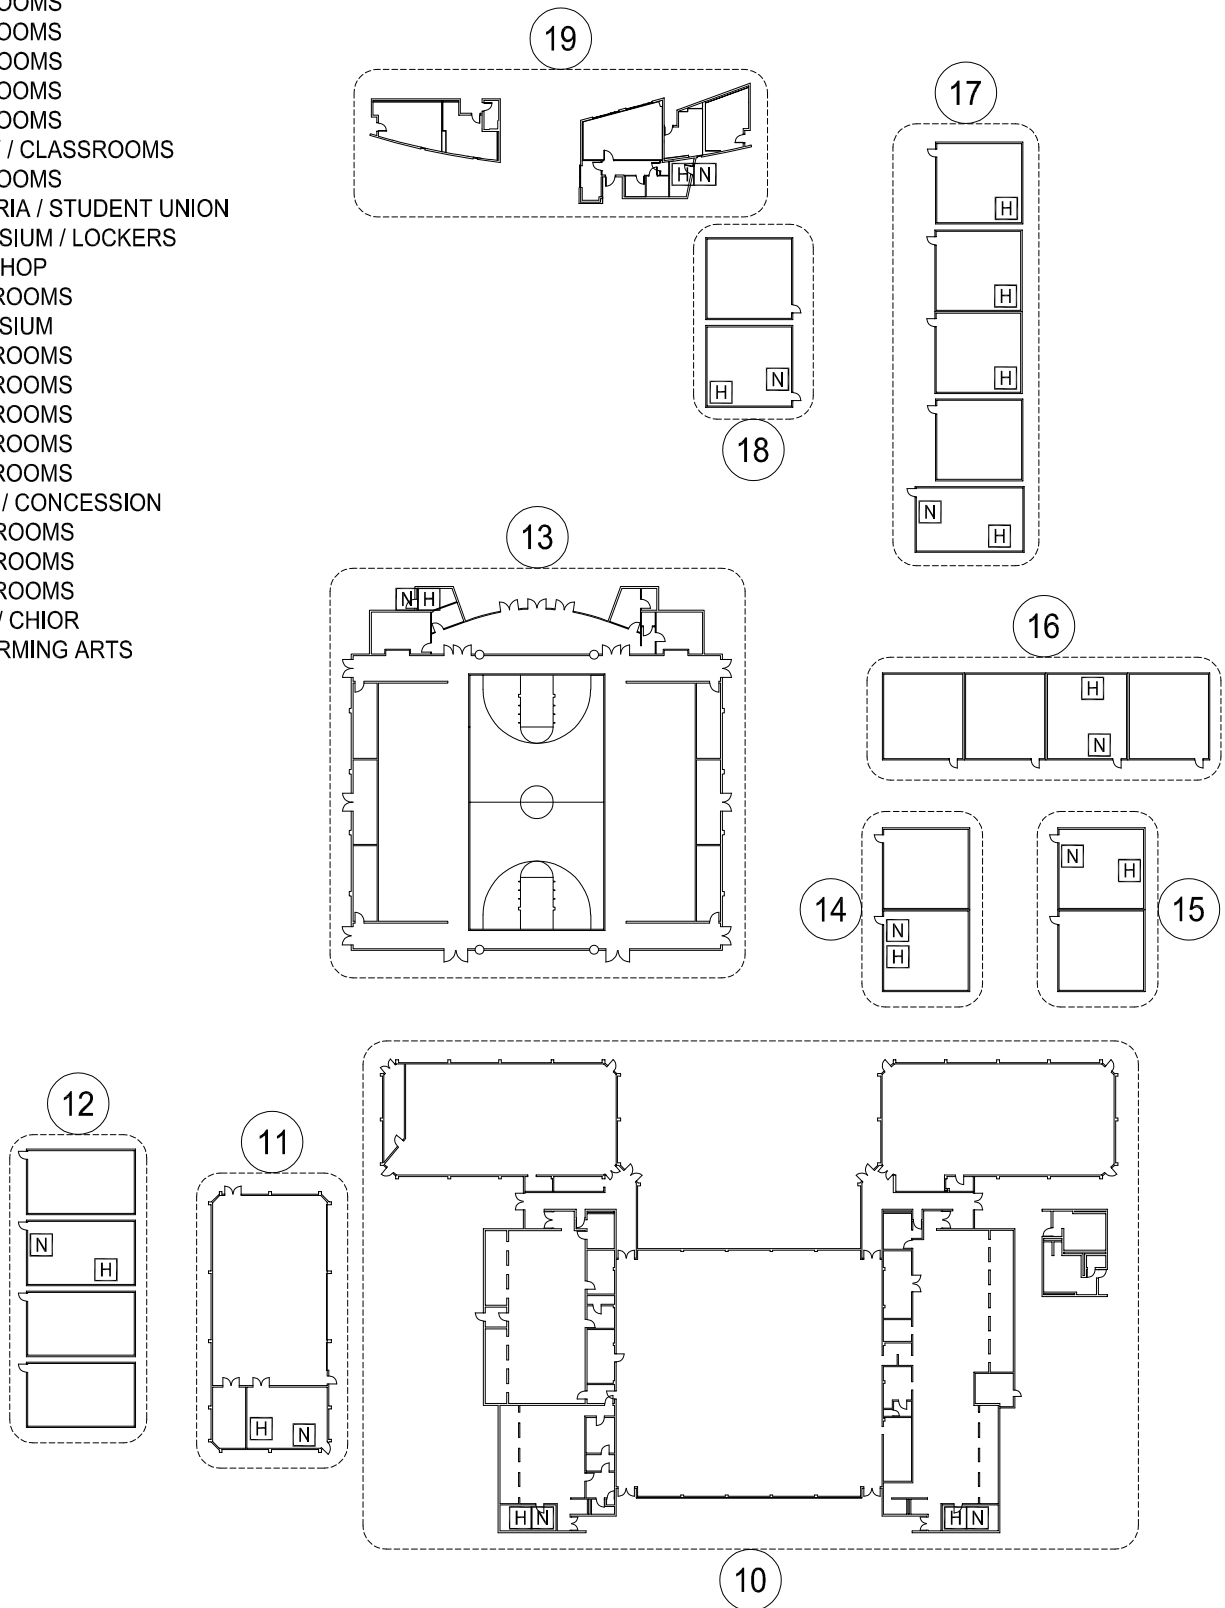 OOMS
OOMS
OOMS
OOMS
OOMS
/ CLASSROOMS
OOMS
RIA / STUDENT UNION
SIUM / LOCKERS
HOP
ROOMS
SIUM
ROOMS
ROOMS
ROOMS
ROOMS
ROOMS
/ CONCESSION
ROOMS
ROOMS
ROOMS
/ CHIOR
RMING ARTS
19
H N
17
H
H
H
N
H
18
N
H
13
N H
16
H
N
14
N
H
15
N
H
12
N
H
11
H
N
H N
H N
10